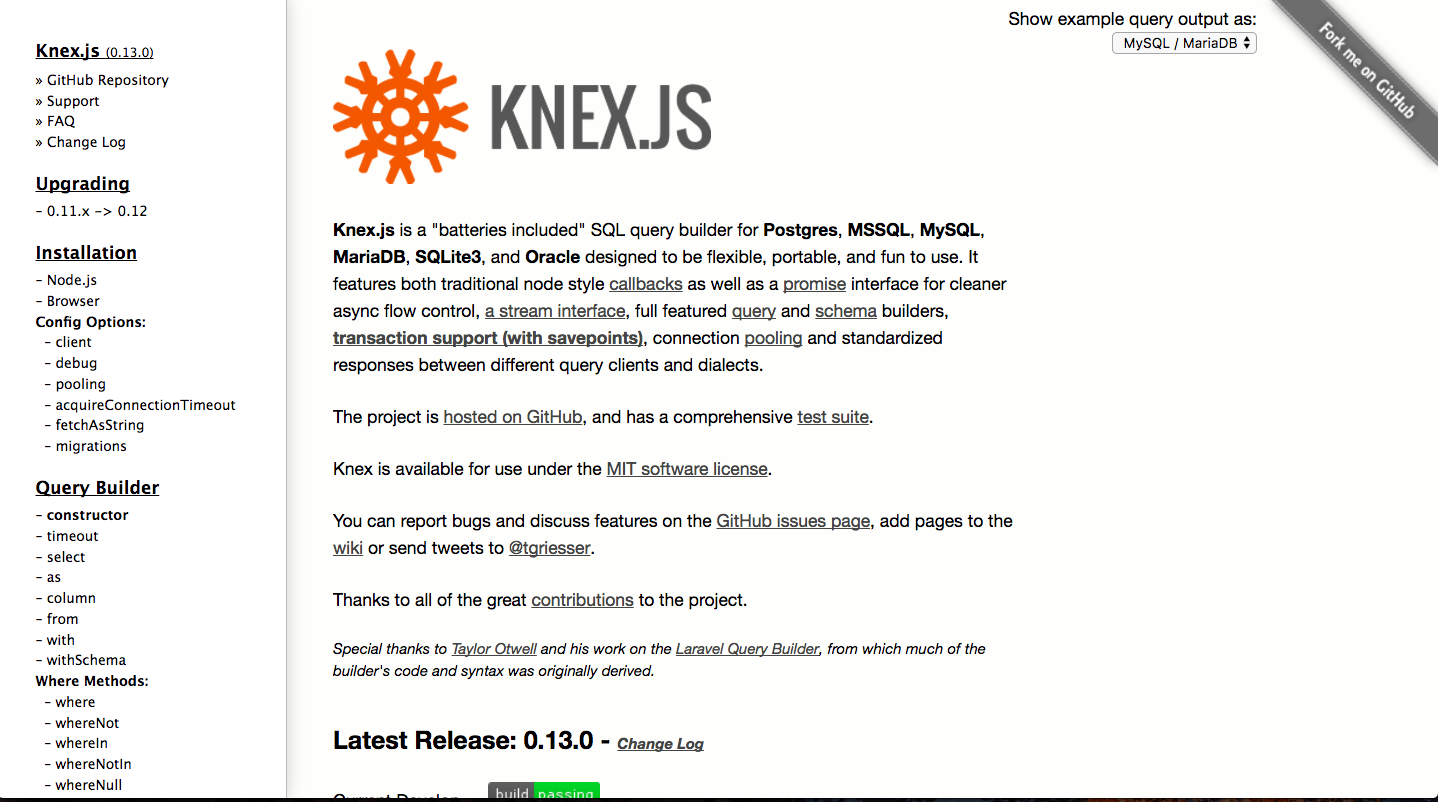 Knex.js (0.13.0)
» GitHub Repository
» Support
» FAQ
» Change Log
Upgrading
- 0.11.x -> 0.12
Installation
- Node.js
- Browser
Config Options:
- client
- debug
- pooling
- acquireConnectionTimeout
- fetchAsString
- migrations
Query Builder
- constructor
- timeout
- select
- as
- column
- from
- with
- withSchema
Where Methods:
- where
- whereNot
- whereIn
- whereNotIn
- whereNull
Show example query output as:
MySQL / MariaDB
Fork me on GitHub
KNEX.JS
Knex.js is a "batteries included" SQL query builder for Postgres, MSSQL, MySQL,
MariaDB, SQLite3, and Oracle designed to be flexible, portable, and fun to use. It
features both traditional node style callbacks as well as a promise interface for cleaner
async flow control, a stream interface, full featured query and schema builders,
transaction support (with savepoints), connection pooling and standardized
responses between different query clients and dialects.
The project is hosted on GitHub, and has a comprehensive test suite.
Knex is available for use under the MIT software license.
You can report bugs and discuss features on the GitHub issues page, add pages to the
wiki or send tweets to @tgriesser.
Thanks to all of the great contributions to the project.
Special thanks to Taylor Otwell and his work on the Laravel Query Builder, from which much of the
builder's code and syntax was originally derived.
Latest Release: 0.13.0 - Change Log
Current Develop build passing